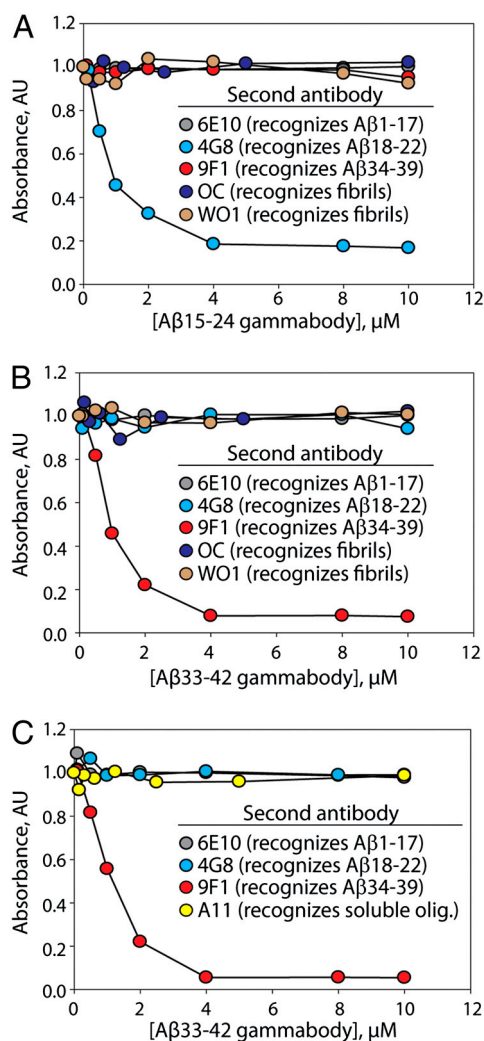 A
1.2
1.0
0.8
0.6
0.4
0.2
0.0
Absorbance, AU
Second antibody
6E10 (recognizes Aβ1-17)
4G8 (recognizes Aβ18-22)
9F1 (recognizes Aβ34-39)
OC (recognizes fibrils)
WO1 (recognizes fibrils)
0 2 4 6 8 10 12
[Aβ15-24 gammabody], μM
B
1.2
1.0
0.8
0.6
0.4
0.2
0.0
Absorbance, AU
Second antibody
6E10 (recognizes Aβ1-17)
4G8 (recognizes Aβ18-22)
9F1 (recognizes Aβ34-39)
OC (recognizes fibrils)
WO1 (recognizes fibrils)
0 2 4 6 8 10 12
[Aβ33-42 gammabody], μM
C
1.2
1.0
0.8
0.6
0.4
0.2
0.0
Absorbance, AU
Second antibody
6E10 (recognizes Aβ1-17)
4G8 (recognizes Aβ18-22)
9F1 (recognizes Aβ34-39)
A11 (recognizes soluble olig.)
0 2 4 6 8 10 12
[Aβ33-42 gammabody], μM